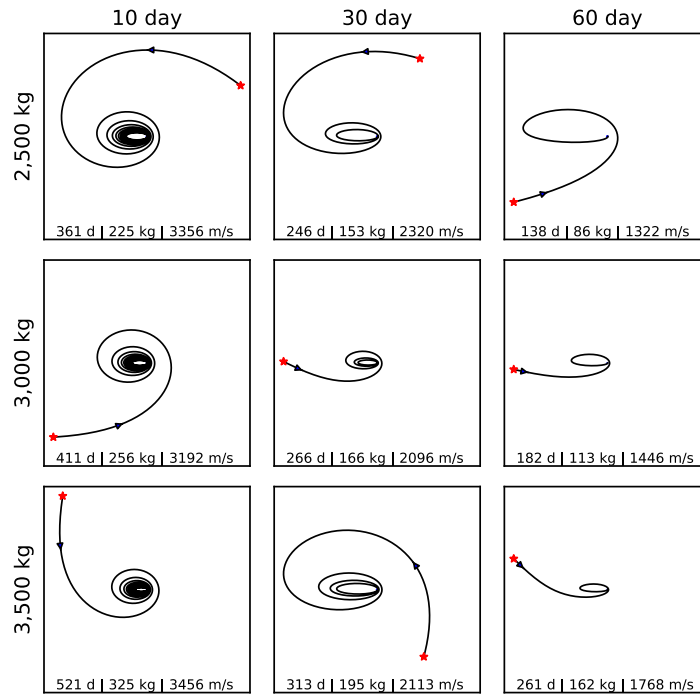 10 day 30 day 60 day
2,500 kg
361 d | 225 kg | 3356 m/s
246 d | 153 kg | 2320 m/s
138 d | 86 kg | 1322 m/s
3,000 kg
411 d | 256 kg | 3192 m/s
266 d | 166 kg | 2096 m/s
182 d | 113 kg | 1446 m/s
3,500 kg
521 d | 325 kg | 3456 m/s
313 d | 195 kg | 2113 m/s
261 d | 162 kg | 1768 m/s